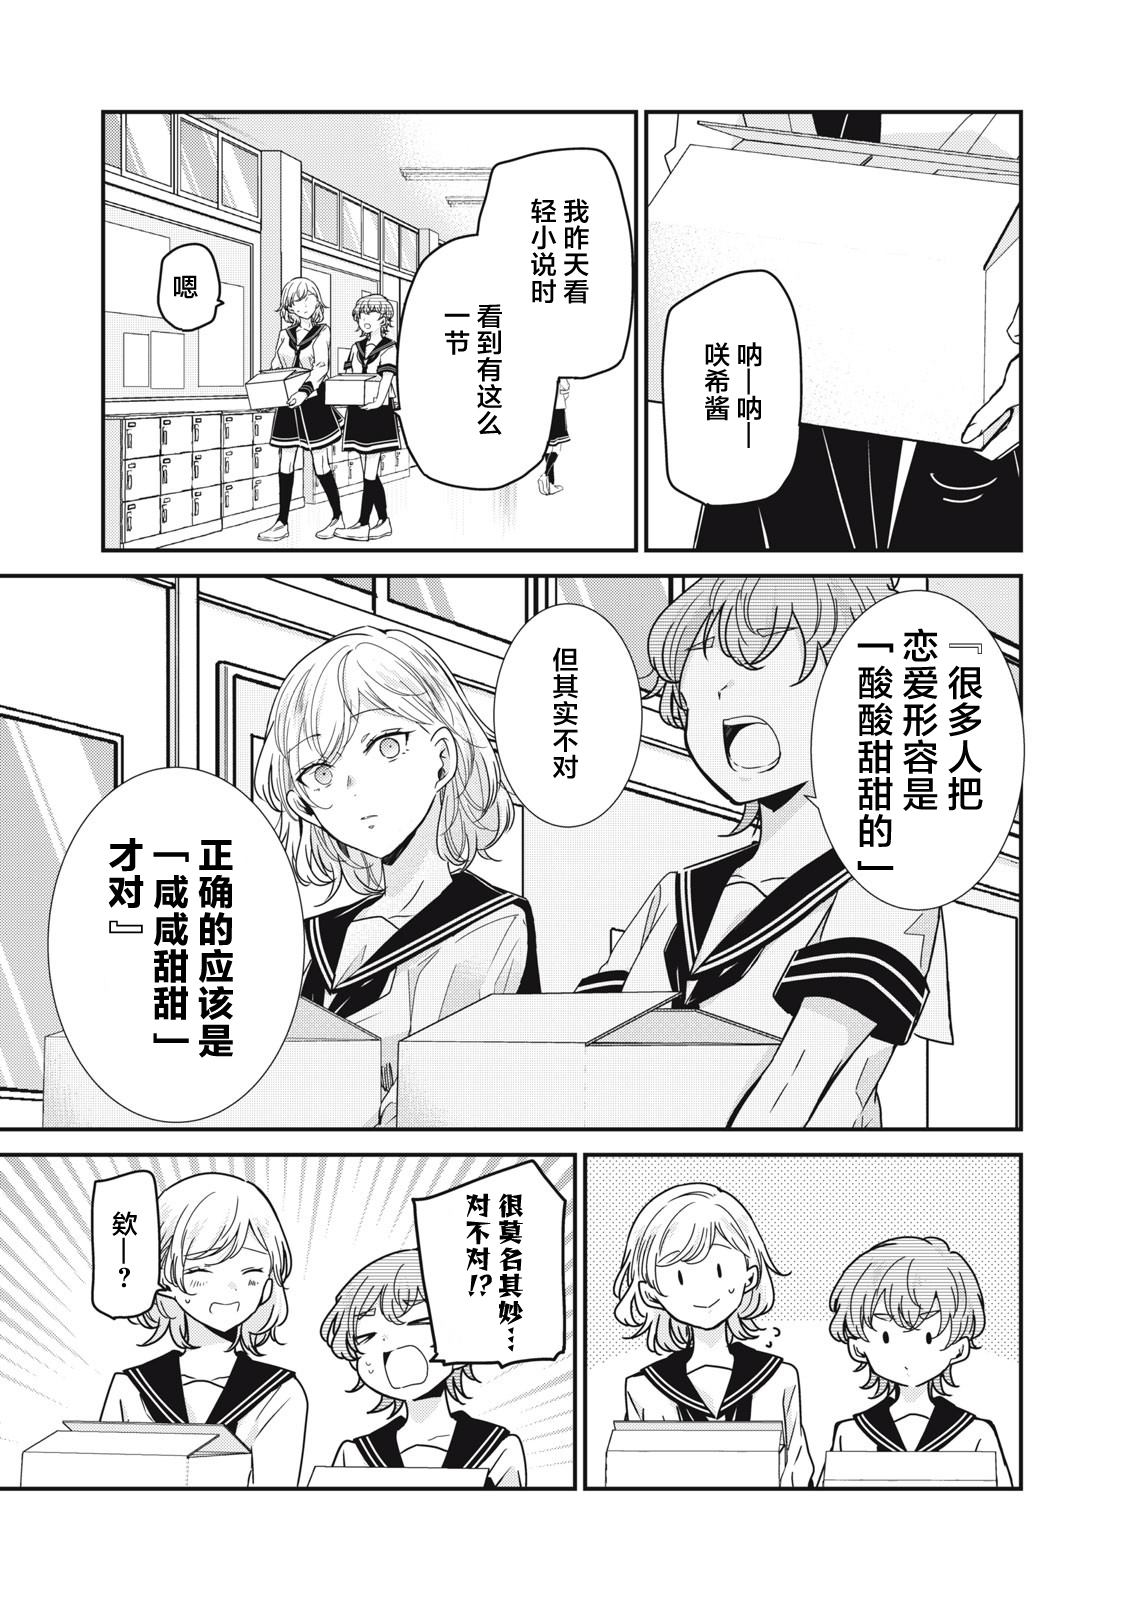 呐—呐—
咲希酱
我昨天看
轻小说时
看到有这么
一节
嗯
『很多人把
恋爱形容是
「酸酸甜甜的」
但其实不对
正确的应该是
「咸咸甜甜」
才对』
很莫名其妙…
对不对!?
欸—?